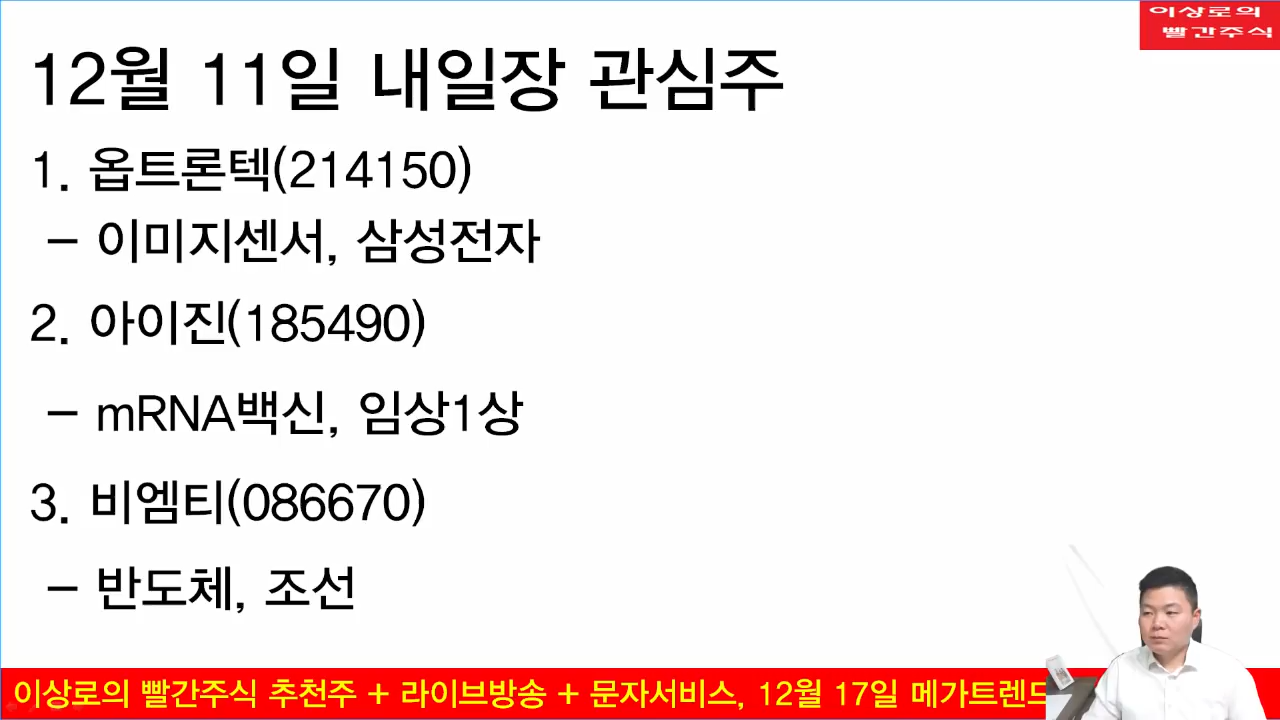 이상로의
빨간주식
12월 11일 내일장 관심주
1. 옵트론텍(214150)
- 이미지센서, 삼성전자
2. 아이진(185490)
- mRNA백신, 임상1상
3. 비엠티(086670)
- 반도체, 조선
이상로의 빨간주식 추천주 + 라이브방송 + 문자서비스, 12월 17일 메가트렌드